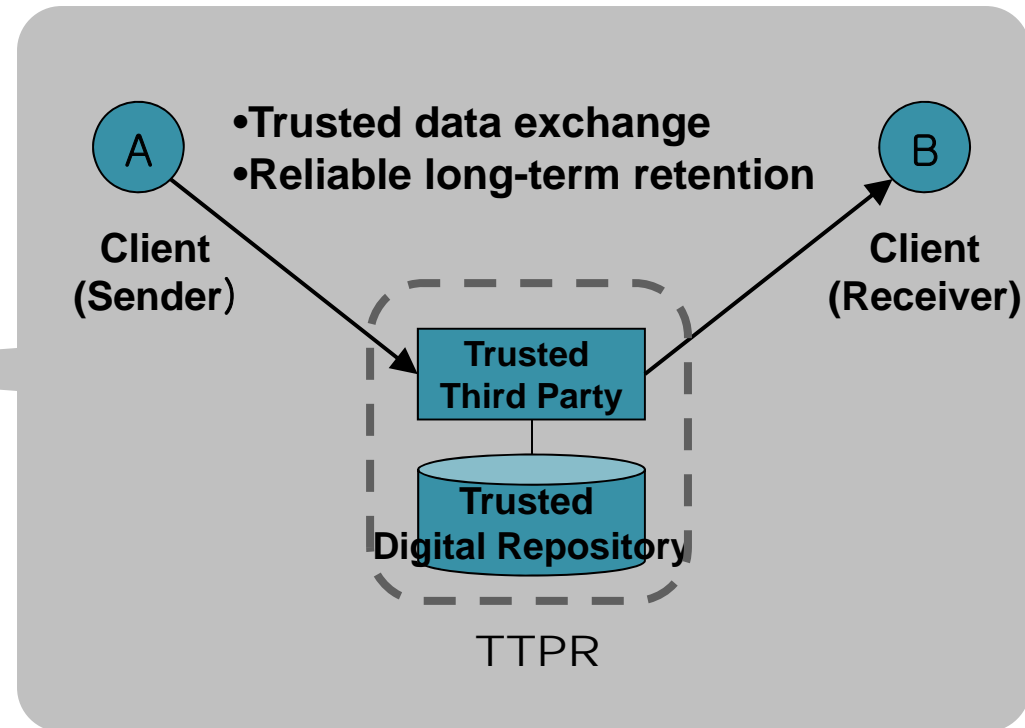 A
•Trusted data exchange
•Reliable long-term retention
B
Client
(Sender）
Client
(Receiver)
Trusted
Third Party
Trusted
Digital Repository
TTPR